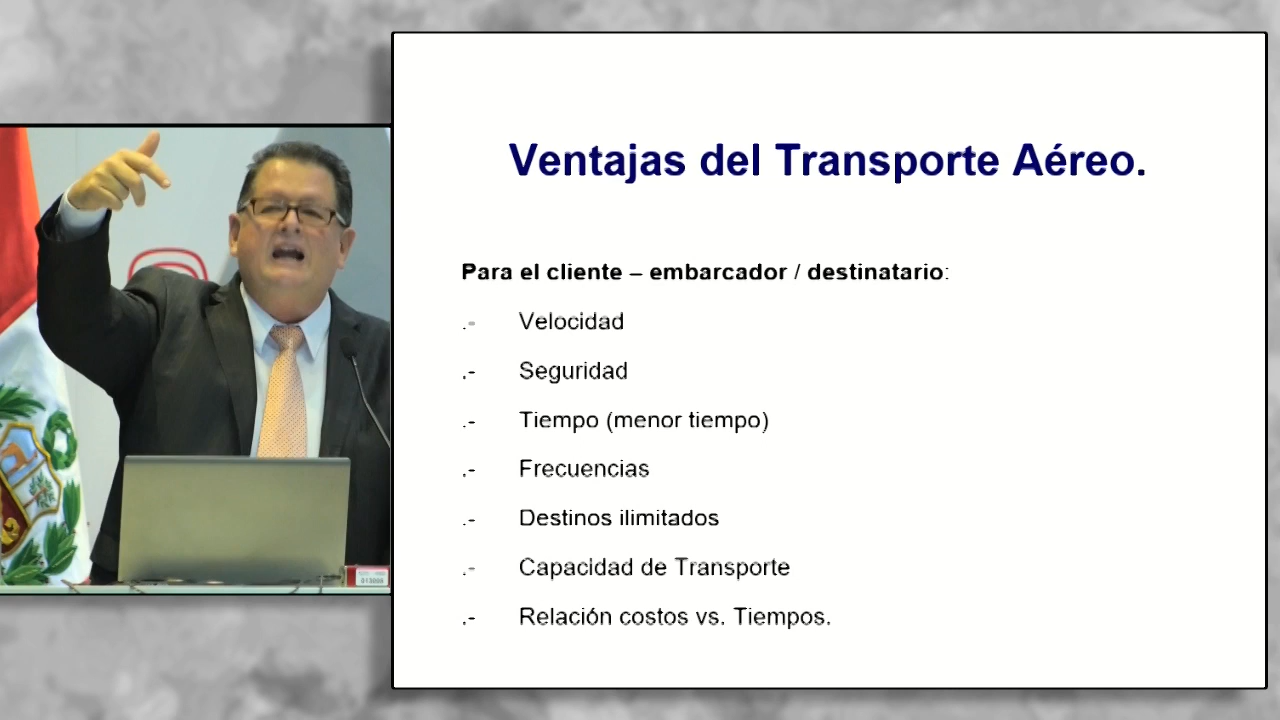 Ventajas del Transporte Aéreo.
Para el cliente – embarcador / destinatario:
.- Velocidad
.- Seguridad
.- Tiempo (menor tiempo)
.- Frecuencias
.- Destinos ilimitados
.- Capacidad de Transporte
.- Relación costos vs. Tiempos.